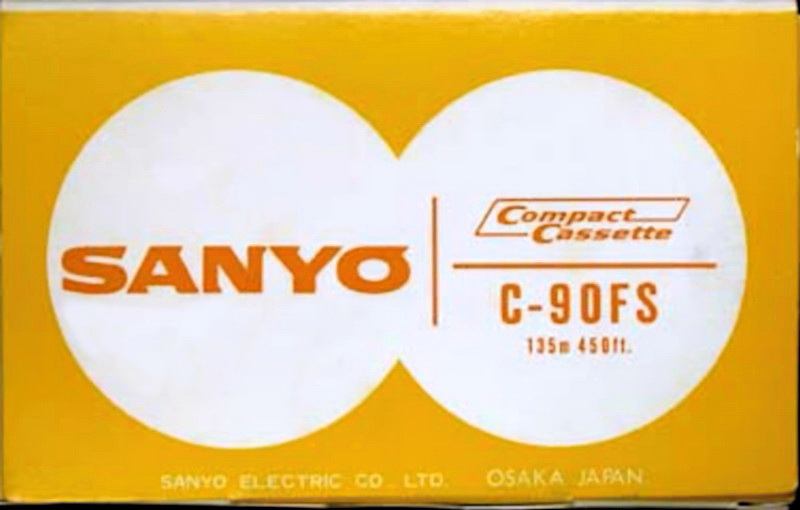 SANYO
Compact
Cassette
C-90FS
135m 450ft.
SANYO ELECTRIC CO. LTD. OSAKA JAPAN